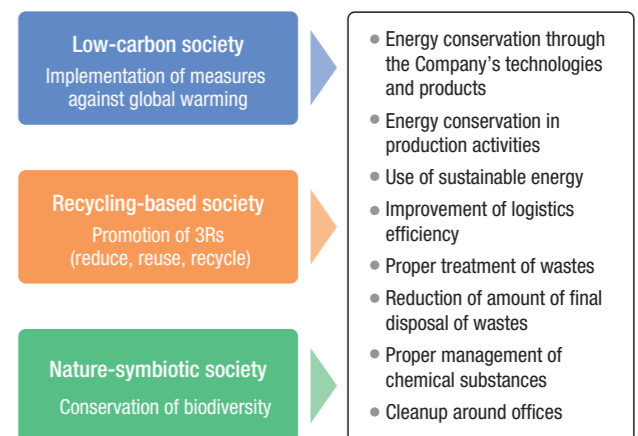 Low-carbon society
Implementation of measures
against global warming
Recycling-based society
Promotion of 3Rs
(reduce, reuse, recycle)
Nature-symbiotic society
Conservation of biodiversity
• Energy conservation through
the Company’s technologies
and products
• Energy conservation in
production activities
• Use of sustainable energy
• Improvement of logistics
efficiency
• Proper treatment of wastes
• Reduction of amount of final
disposal of wastes
• Proper management of
chemical substances
• Cleanup around offices